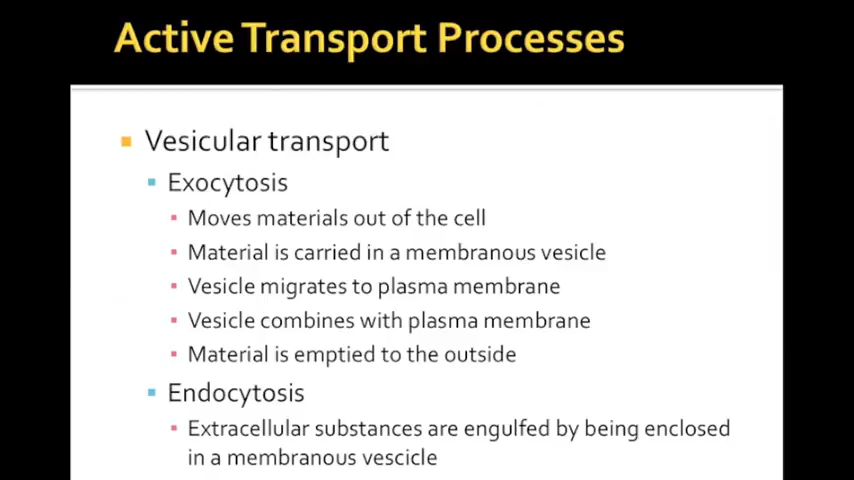 Active Transport Processes
Vesicular transport
Exocytosis
Moves materials out of the cell
Material is carried in a membranous vesicle
Vesicle migrates to plasma membrane
Vesicle combines with plasma membrane
Material is emptied to the outside
Endocytosis
Extracellular substances are engulfed by being enclosed
in a membranous vescicle